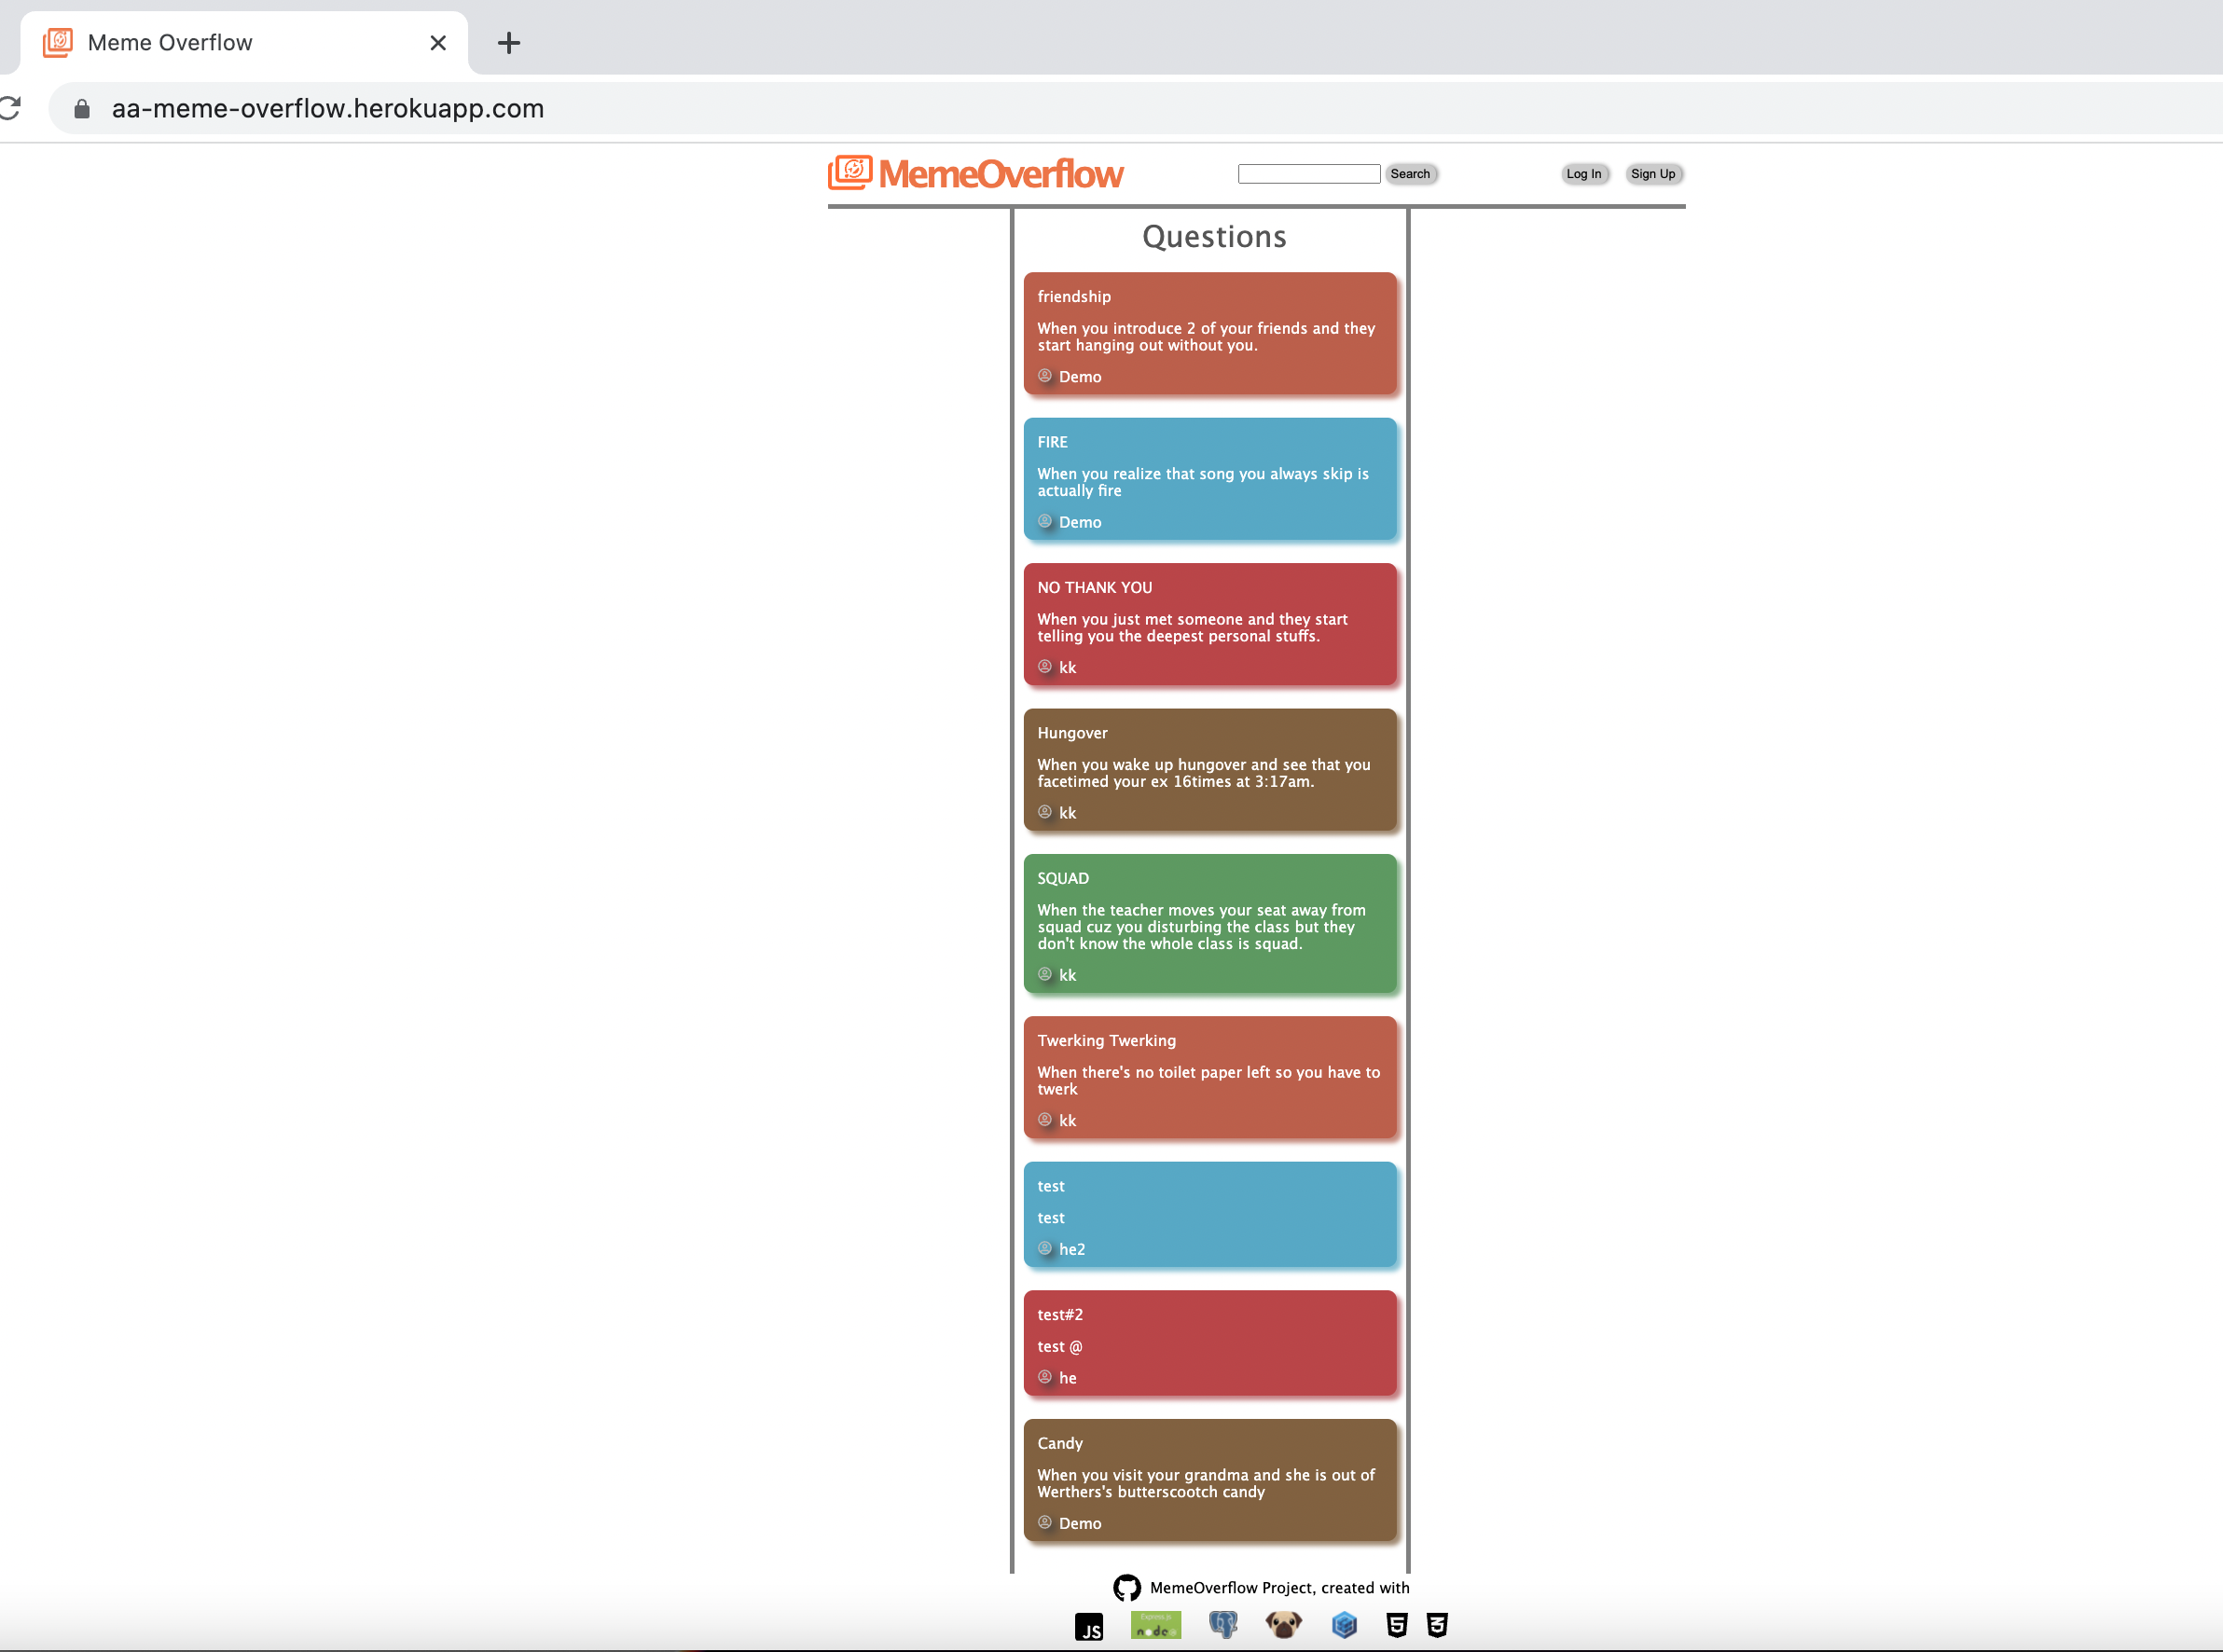 Meme Overflow
aa-meme-overflow.herokuapp.com
MemeOverflow
Search
Log In
Sign Up
Questions
friendship
When you introduce 2 of your friends and they
start hanging out without you.
Demo
FIRE
When you realize that song you always skip is
actually fire
Demo
NO THANK YOU
When you just met someone and they start
telling you the deepest personal stuffs.
kk
Hungover
When you wake up hungover and see that you
facetimed your ex 16times at 3:17am.
kk
SQUAD
When the teacher moves your seat away from
squad cuz you disturbing the class but they
don't know the whole class is squad.
kk
Twerking Twerking
When there's no toilet paper left so you have to
twerk
kk
test
test
he2
test#2
test @
he
Candy
When you visit your grandma and she is out of
Werthers's butterscootch candy
Demo
MemeOverflow Project, created with
JS
Express.js
node
5
3